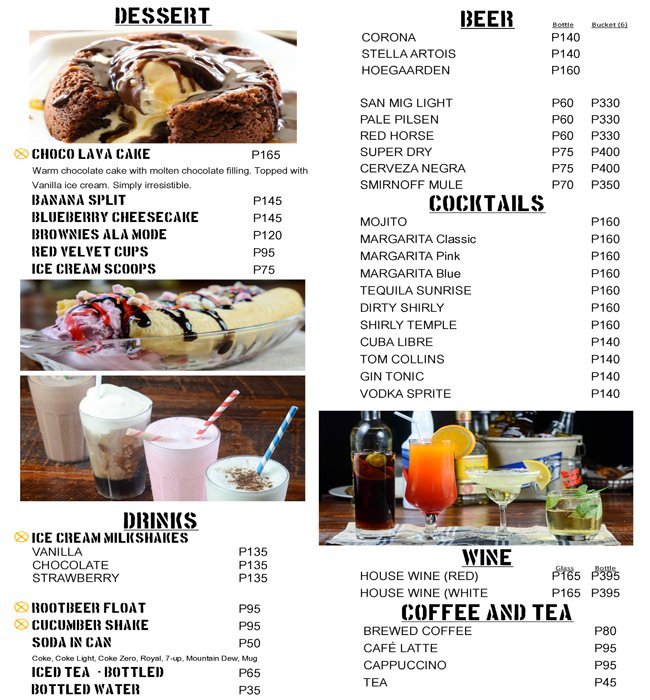 DESSERT
CHOCO LAVA CAKE P165
Warm chocolate cake with molten chocolate filling. Topped with
Vanilla ice cream. Simply irresistible.
BANANA SPLIT P145
BLUEBERRY CHEESECAKE P145
BROWNIES ALA MODE P120
RED VELVET CUPS P95
ICE CREAM SCOOPS P75
DRINKS
ICE CREAM MILKSHAKES
VANILLA P135
CHOCOLATE P135
STRAWBERRY P135
ROOTBEER FLOAT P95
CUCUMBER SHAKE P95
SODA IN CAN P50
Coke, Coke Light, Coke Zero, Royal, 7-up, Mountain Dew, Mug
ICED TEA - BOTTLED P65
BOTTLED WATER P35
BEER Bottle Bucket (6)
CORONA P140
STELLA ARTOIS P140
HOEGAARDEN P160
SAN MIG LIGHT P60 P330
PALE PILSEN P60 P330
RED HORSE P60 P330
SUPER DRY P75 P400
CERVEZA NEGRA P75 P400
SMIRNOFF MULE P70 P350
COCKTAILS
MOJITO P160
MARGARITA Classic P160
MARGARITA Pink P160
MARGARITA Blue P160
TEQUILA SUNRISE P160
DIRTY SHIRLY P160
SHIRLY TEMPLE P160
CUBA LIBRE P140
TOM COLLINS P140
GIN TONIC P140
VODKA SPRITE P140
WINE
Glass Bottle
HOUSE WINE (RED) P165 P395
HOUSE WINE (WHITE P165 P395
COFFEE AND TEA
BREWED COFFEE P80
CAFÉ LATTE P95
CAPPUCCINO P95
TEA P45